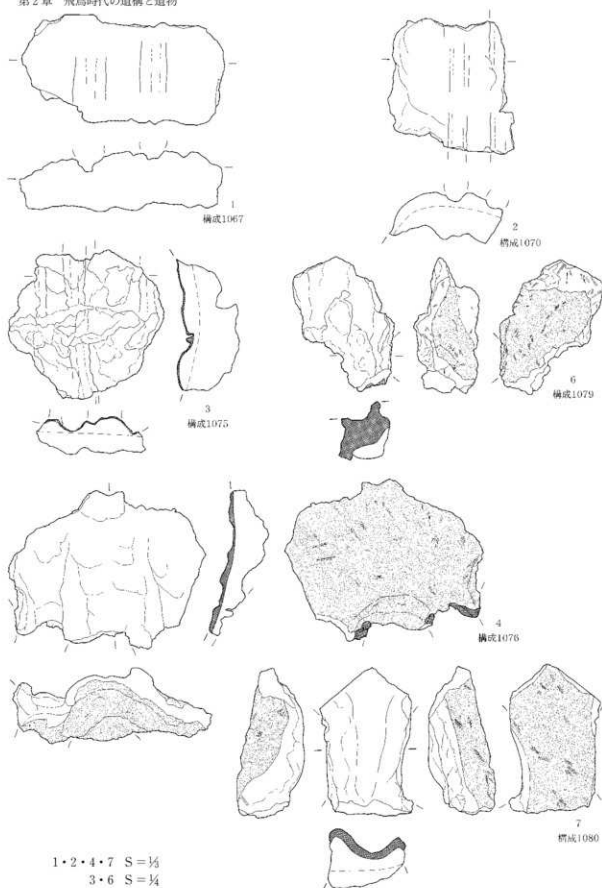 第2章 飛鳥時代の遺構と遺物
1
構成1067
2
構成1070
3
構成1075
6
構成1079
4
構成1076
7
構成1080
1・2・4・7 S=⅓
3・6 S=¼